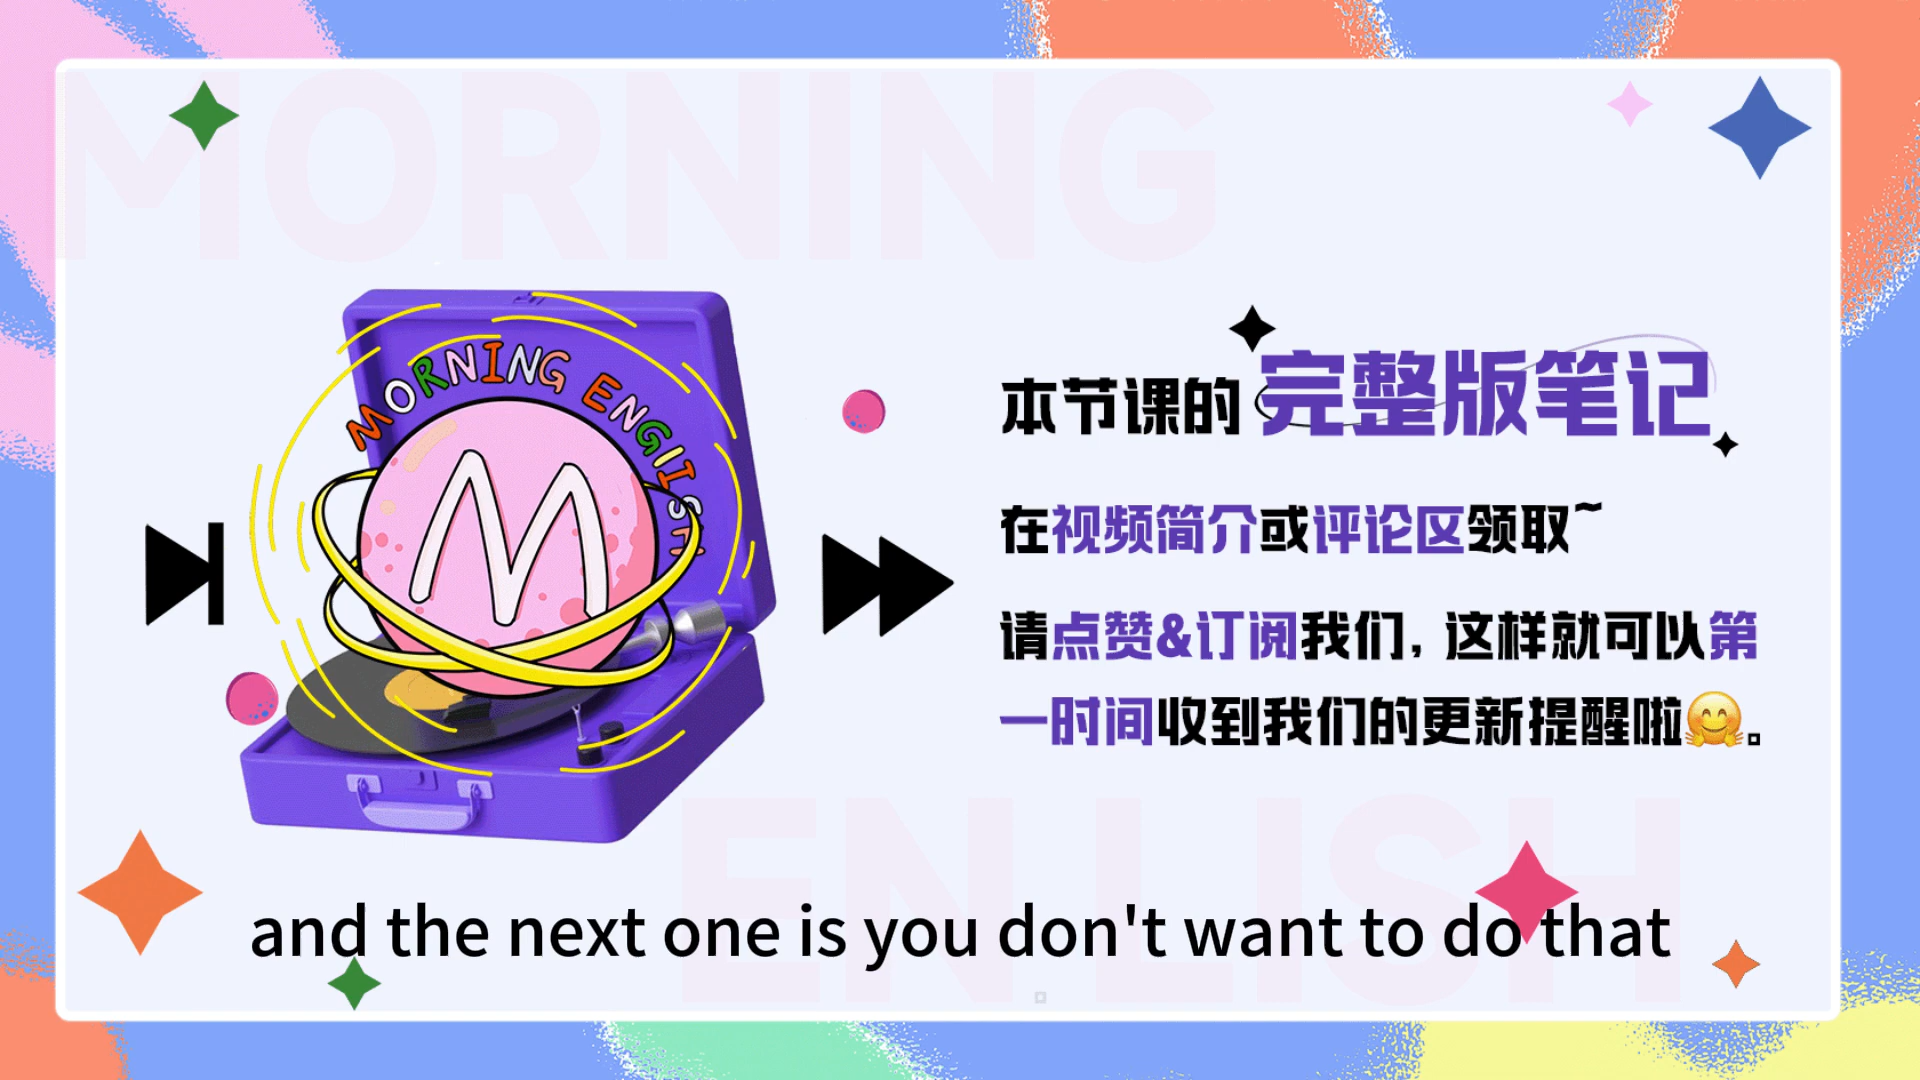 MORNING
MORNING ENGLISH
M
本节课的 完整版笔记
在视频简介或评论区领取~
请点赞&订阅我们，这样就可以第
一时间收到我们的更新提醒啦🤗。
EN LISH
and the next one is you don't want to do that